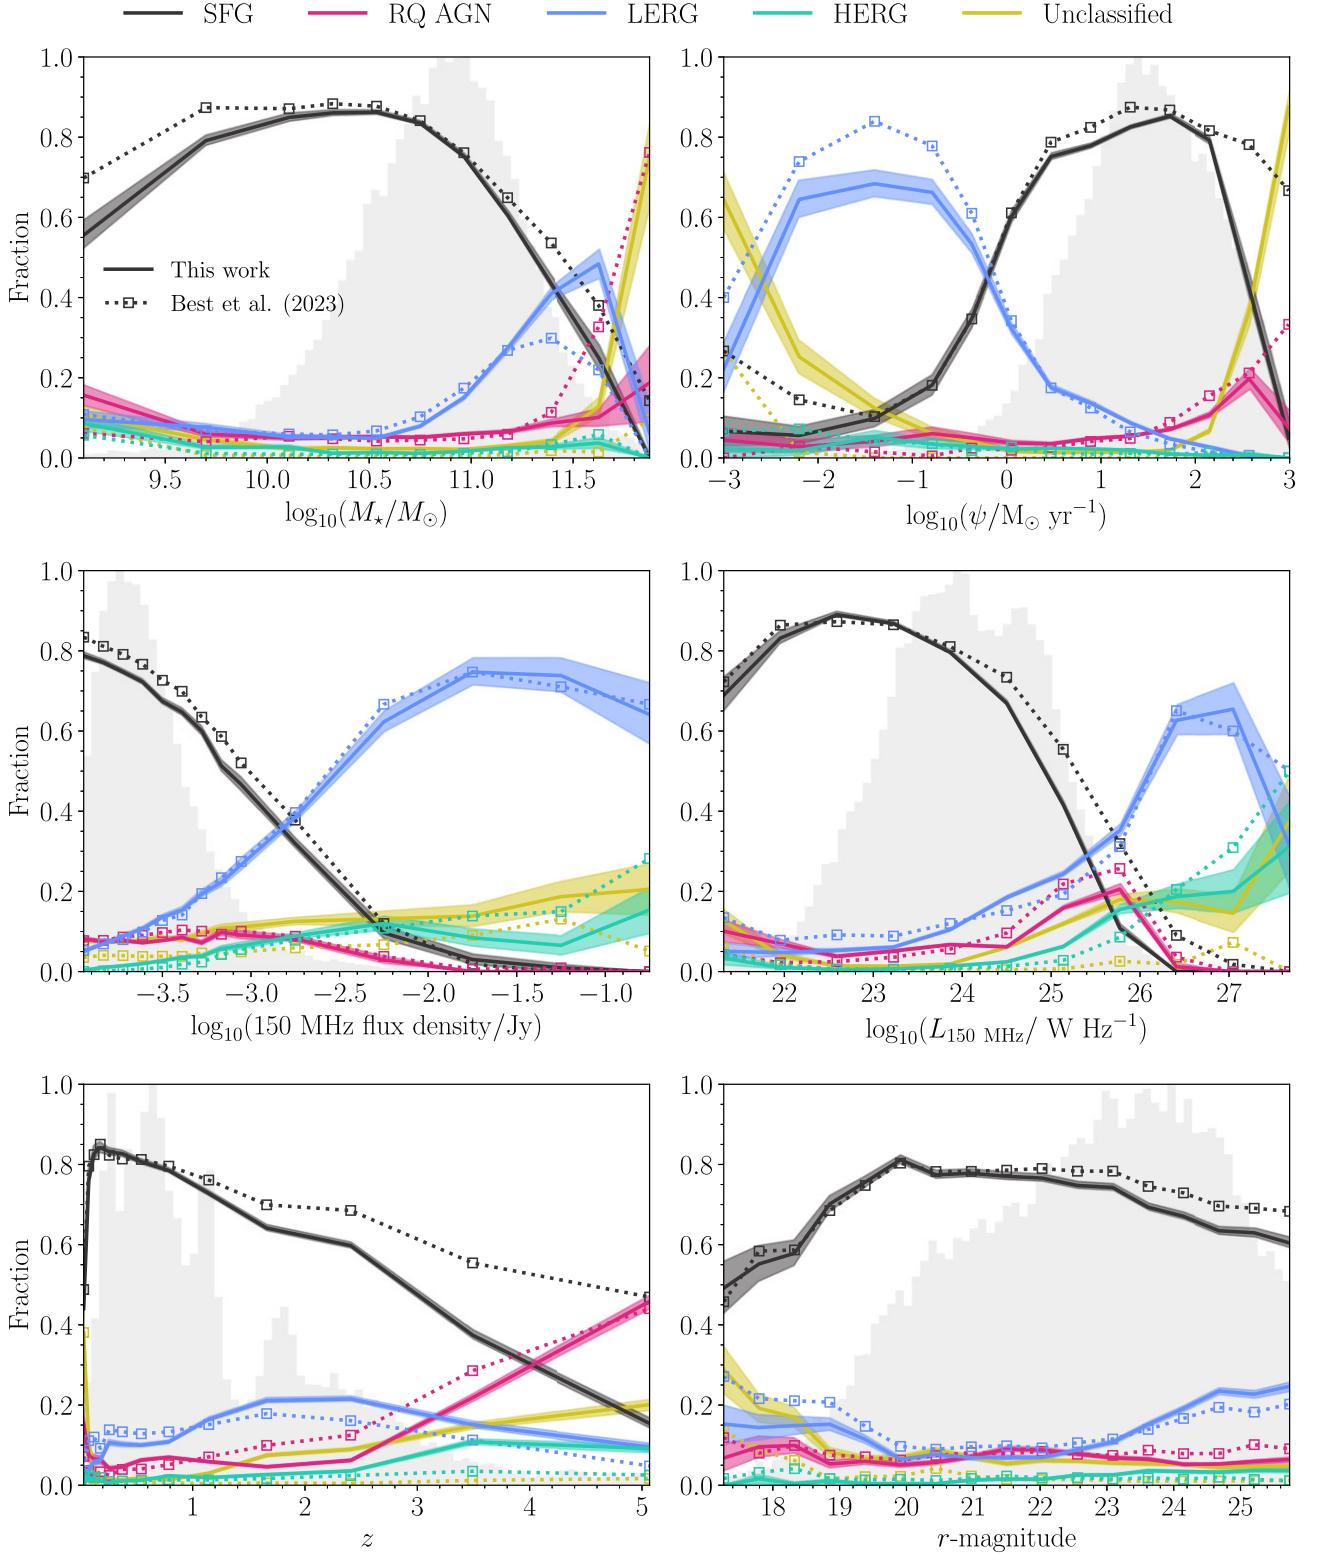 SFG RQ AGN LERG HERG Unclassified
1.0
0.8
0.6
0.4
0.2
0.0
Fraction
This work
Best et al. (2023)
9.5 10.0 10.5 11.0 11.5
log₁₀(M⋆/M⊙)
1.0
0.8
0.6
0.4
0.2
0.0
−3 −2 −1 0 1 2 3
log₁₀(ψ/M⊙ yr⁻¹)
1.0
0.8
0.6
0.4
0.2
0.0
Fraction
−3.5 −3.0 −2.5 −2.0 −1.5 −1.0
log₁₀(150 MHz flux density/Jy)
1.0
0.8
0.6
0.4
0.2
0.0
22 23 24 25 26 27
log₁₀(L₁₅₀ MHz/ W Hz⁻¹)
1.0
0.8
0.6
0.4
0.2
0.0
Fraction
1 2 3 4 5
z
1.0
0.8
0.6
0.4
0.2
0.0
18 19 20 21 22 23 24 25
r-magnitude